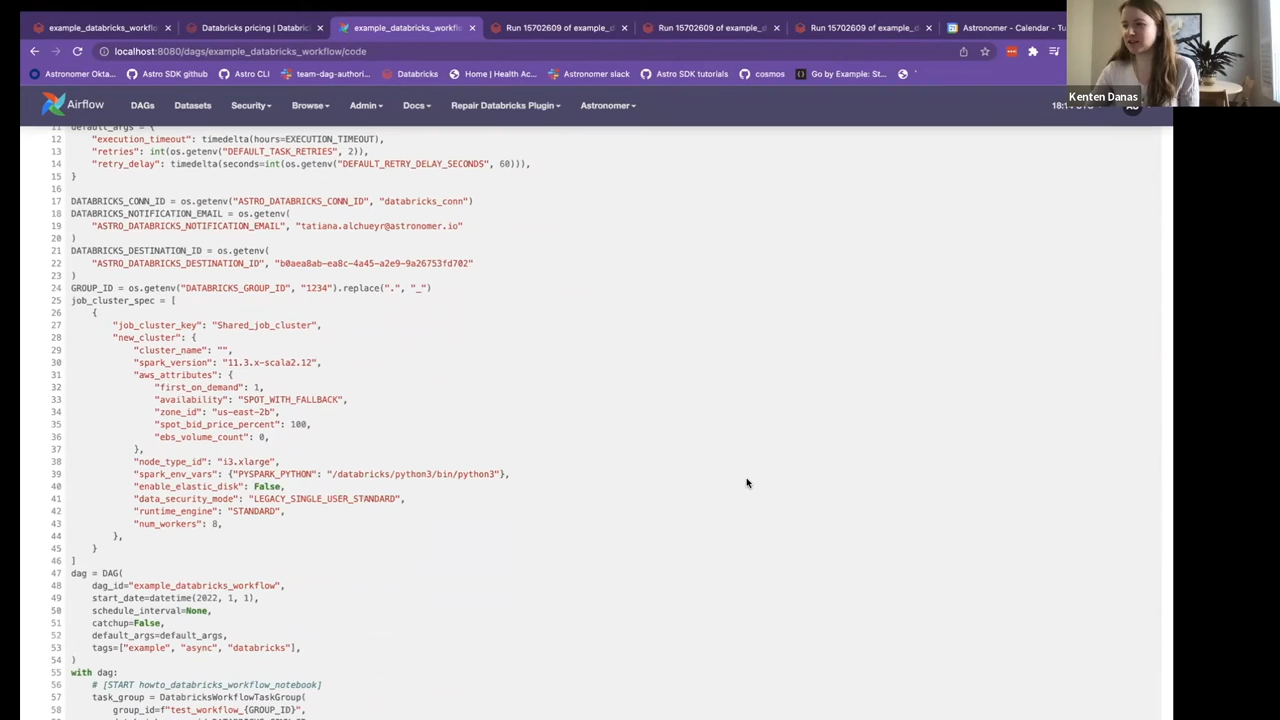 example_databricks_workflow
Databricks pricing | Databric
example_databricks_workflo
Run 15702609 of example_d
Run 15702609 of example_d
Run 15702609 of example_d
Astronomer - Calendar - Tu
localhost:8080/dags/example_databricks_workflow/code
Astronomer Okta...
Astro SDK github
Astro CLI
team-dag-authori...
Databricks
Home | Health Ac...
Astronomer slack
Astro SDK tutorials
cosmos
Go by Example: St...
Kenten Danas
Airflow
DAGs
Datasets
Security
Browse
Admin
Docs
Repair Databricks Plugin
Astronomer
11 default_args = {
12 "execution_timeout": timedelta(hours=EXECUTION_TIMEOUT),
13 "retries": int(os.getenv("DEFAULT_TASK_RETRIES", 2)),
14 "retry_delay": timedelta(seconds=int(os.getenv("DEFAULT_RETRY_DELAY_SECONDS", 60))),
15 }
16
17 DATABRICKS_CONN_ID = os.getenv("ASTRO_DATABRICKS_CONN_ID", "databricks_conn")
18 DATABRICKS_NOTIFICATION_EMAIL = os.getenv(
19 "ASTRO_DATABRICKS_NOTIFICATION_EMAIL", "tatiana.alchueyr@astronomer.io"
20 )
21 DATABRICKS_DESTINATION_ID = os.getenv(
22 "ASTRO_DATABRICKS_DESTINATION_ID", "b0aea8ab-ea8c-4a45-a2e9-9a26753fd702"
23 )
24 GROUP_ID = os.getenv("DATABRICKS_GROUP_ID", "1234").replace(".", "_")
25 job_cluster_spec = [
26 {
27 "job_cluster_key": "Shared_job_cluster",
28 "new_cluster": {
29 "cluster_name": "",
30 "spark_version": "11.3.x-scala2.12",
31 "aws_attributes": {
32 "first_on_demand": 1,
33 "availability": "SPOT_WITH_FALLBACK",
34 "zone_id": "us-east-2b",
35 "spot_bid_price_percent": 100,
36 "ebs_volume_count": 0,
37 },
38 "node_type_id": "i3.xlarge",
39 "spark_env_vars": {"PYSPARK_PYTHON": "/databricks/python3/bin/python3"},
40 "enable_elastic_disk": False,
41 "data_security_mode": "LEGACY_SINGLE_USER_STANDARD",
42 "runtime_engine": "STANDARD",
43 "num_workers": 8,
44 },
45 }
46 ]
47 dag = DAG(
48 dag_id="example_databricks_workflow",
49 start_date=datetime(2022, 1, 1),
50 schedule_interval=None,
51 catchup=False,
52 default_args=default_args,
53 tags=["example", "async", "databricks"],
54 )
55 with dag:
56 # [START howto_databricks_workflow_notebook]
57 task_group = DatabricksWorkflowTaskGroup(
58 group_id=f"test_workflow_{GROUP_ID}",